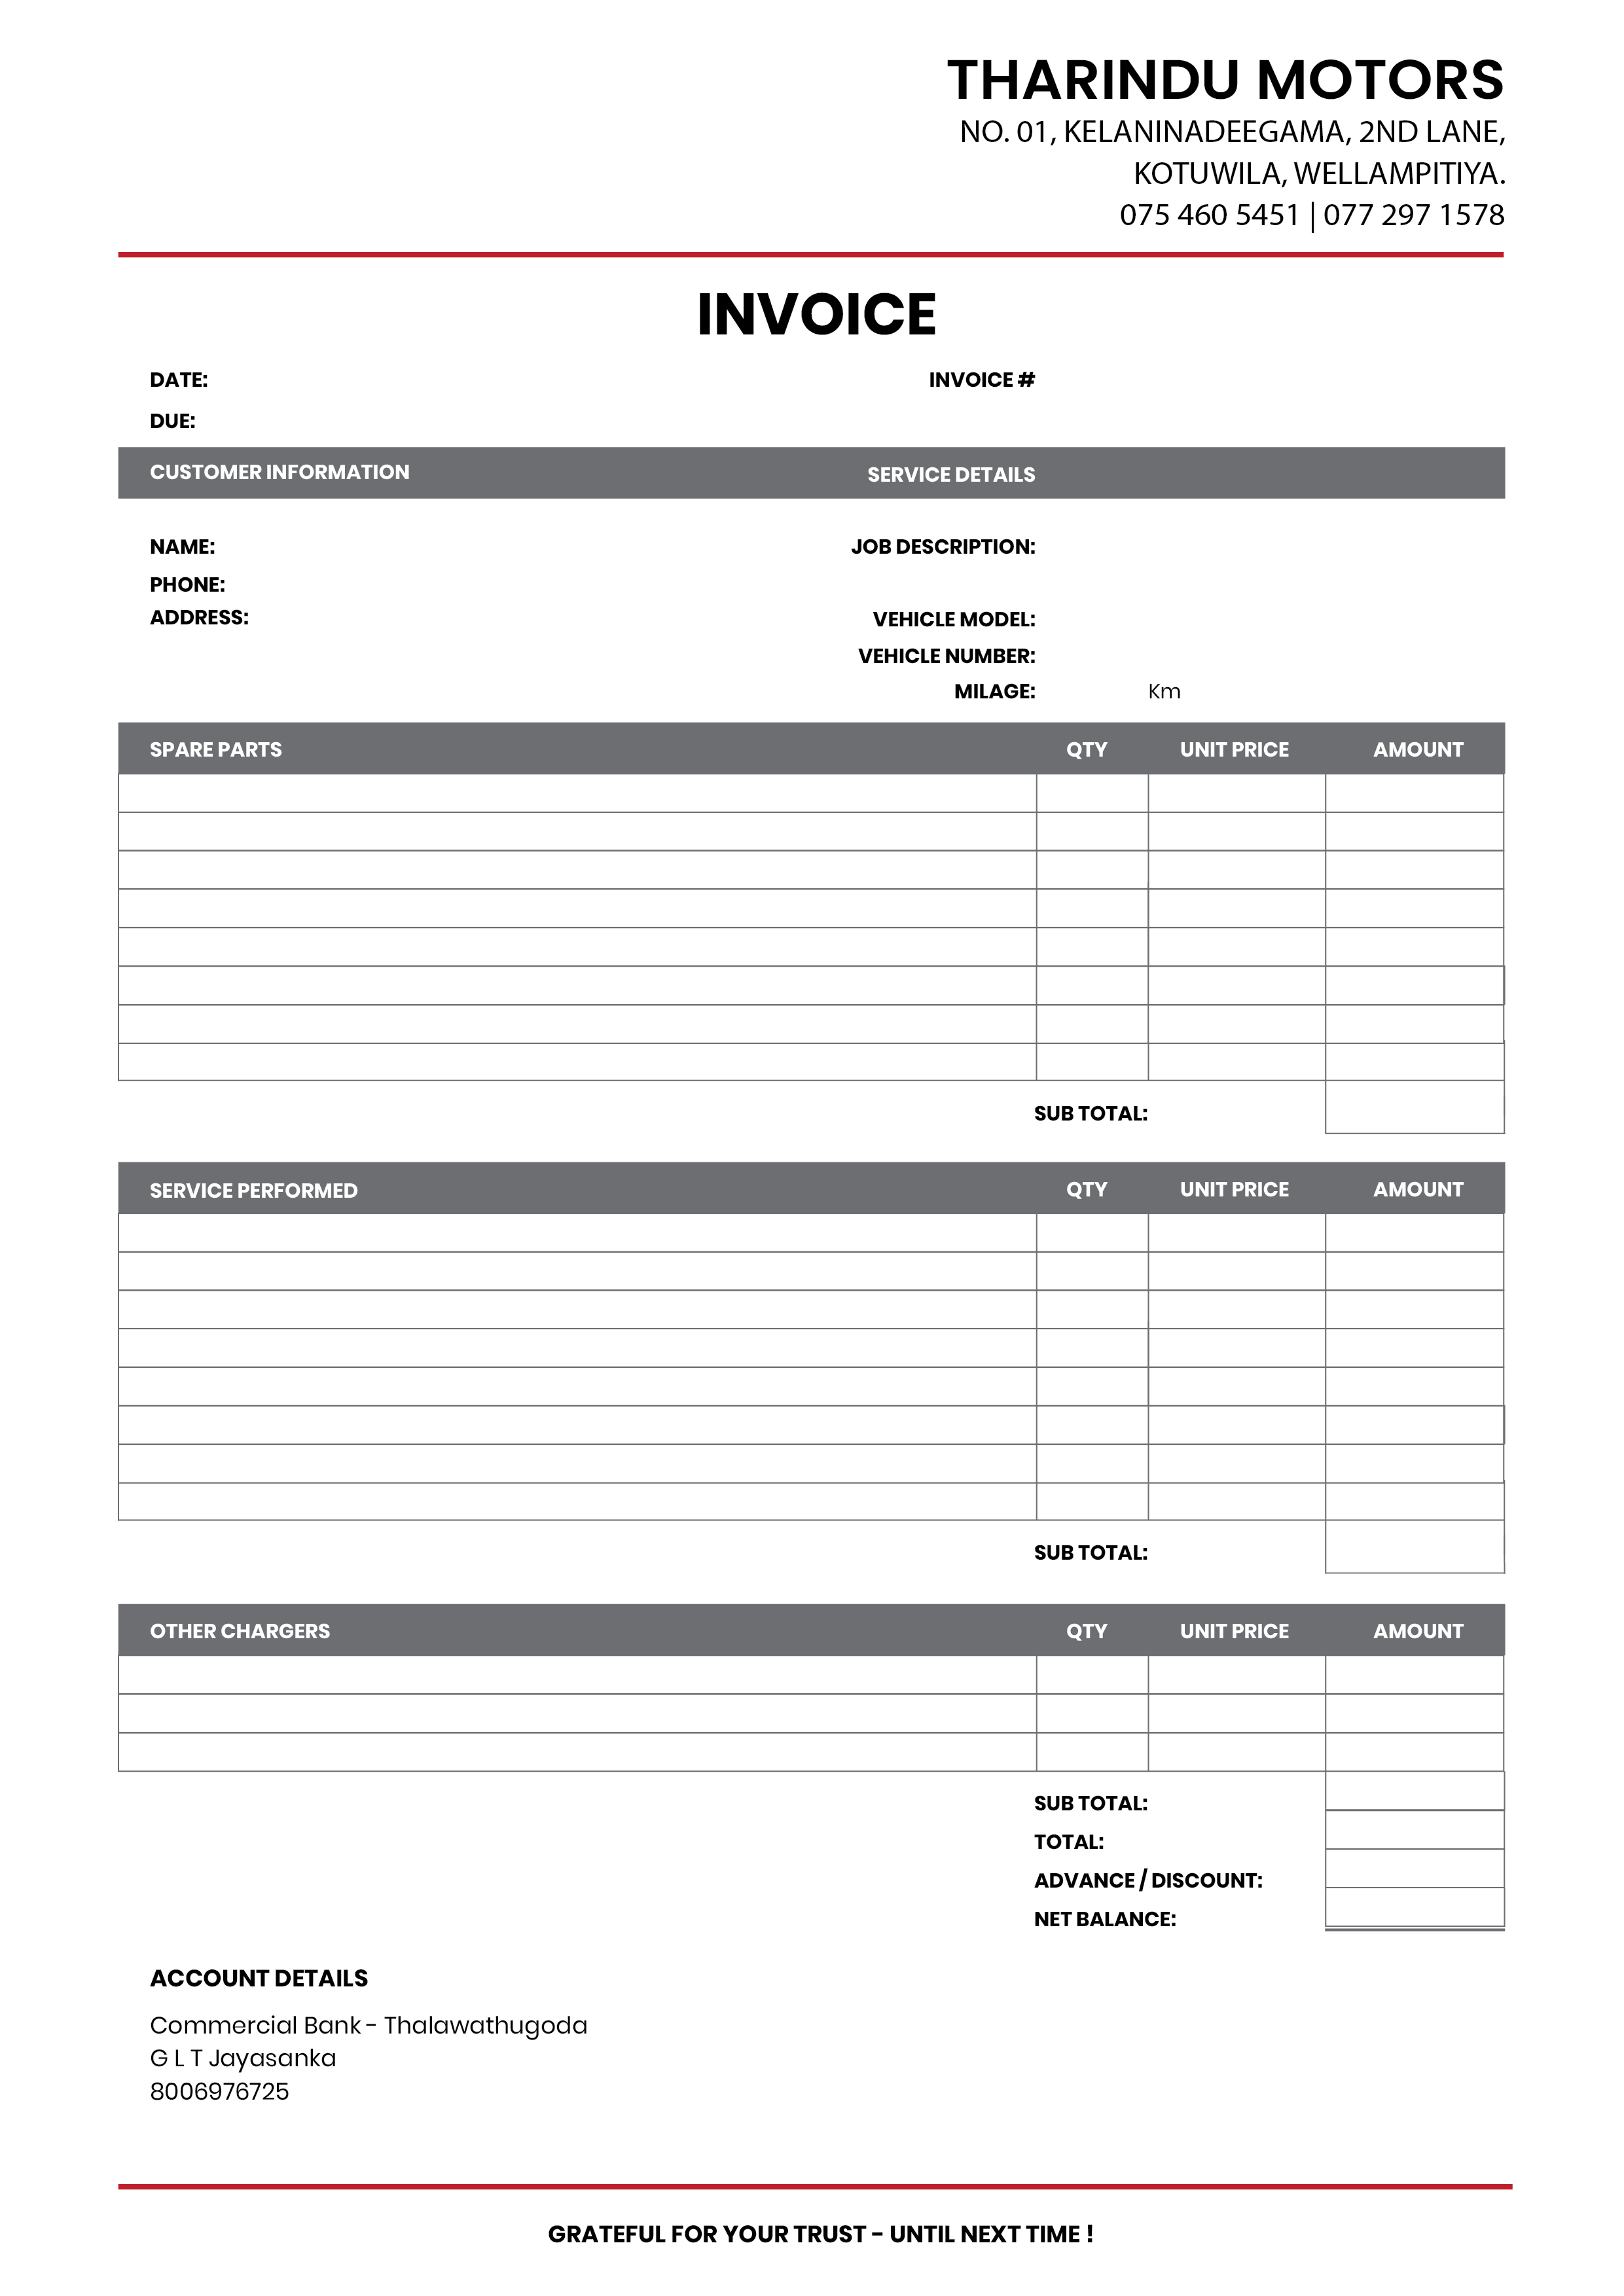 THARINDU MOTORS
NO. 01, KELANINADEEGAMA, 2ND LANE,
KOTUWILA, WELLAMPITIYA.
075 460 5451 | 077 297 1578
INVOICE
DATE: INVOICE #
DUE:
CUSTOMER INFORMATION SERVICE DETAILS
NAME: JOB DESCRIPTION:
PHONE:
ADDRESS: VEHICLE MODEL:
VEHICLE NUMBER:
MILAGE: Km
SPARE PARTS QTY UNIT PRICE AMOUNT
SUB TOTAL:
SERVICE PERFORMED QTY UNIT PRICE AMOUNT
SUB TOTAL:
OTHER CHARGERS QTY UNIT PRICE AMOUNT
SUB TOTAL:
TOTAL:
ADVANCE / DISCOUNT:
NET BALANCE:
ACCOUNT DETAILS
Commercial Bank - Thalawathugoda
G L T Jayasanka
8006976725
GRATEFUL FOR YOUR TRUST - UNTIL NEXT TIME !